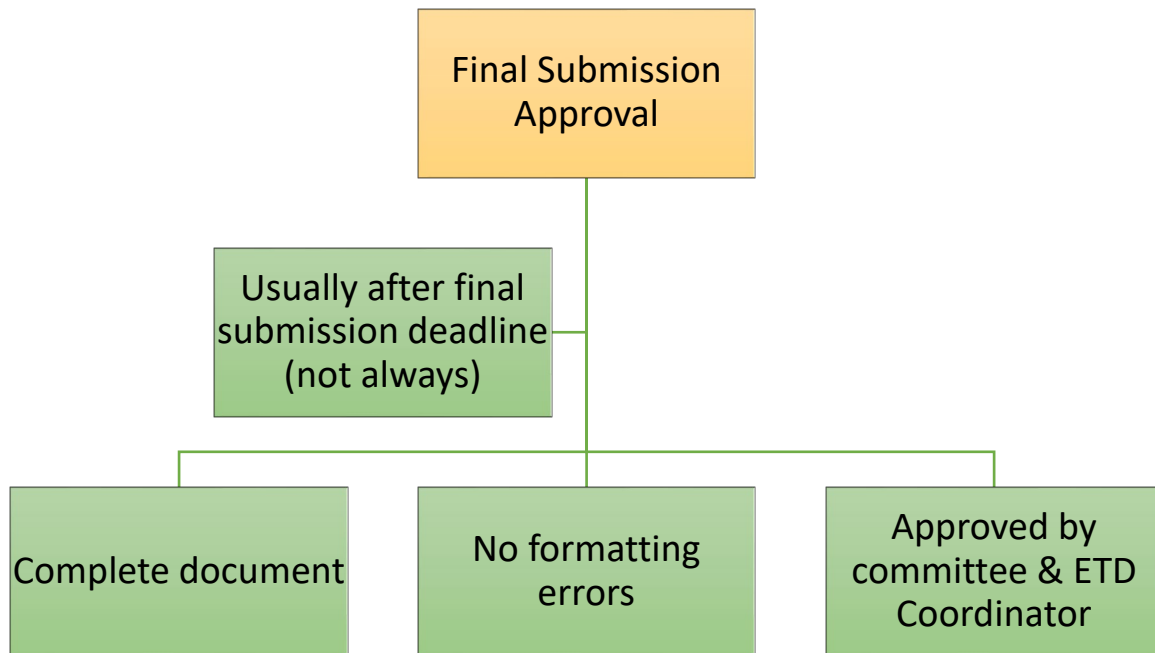 Final Submission
Approval
Usually after final
submission deadline
(not always)
Complete document
No formatting
errors
Approved by
committee & ETD
Coordinator